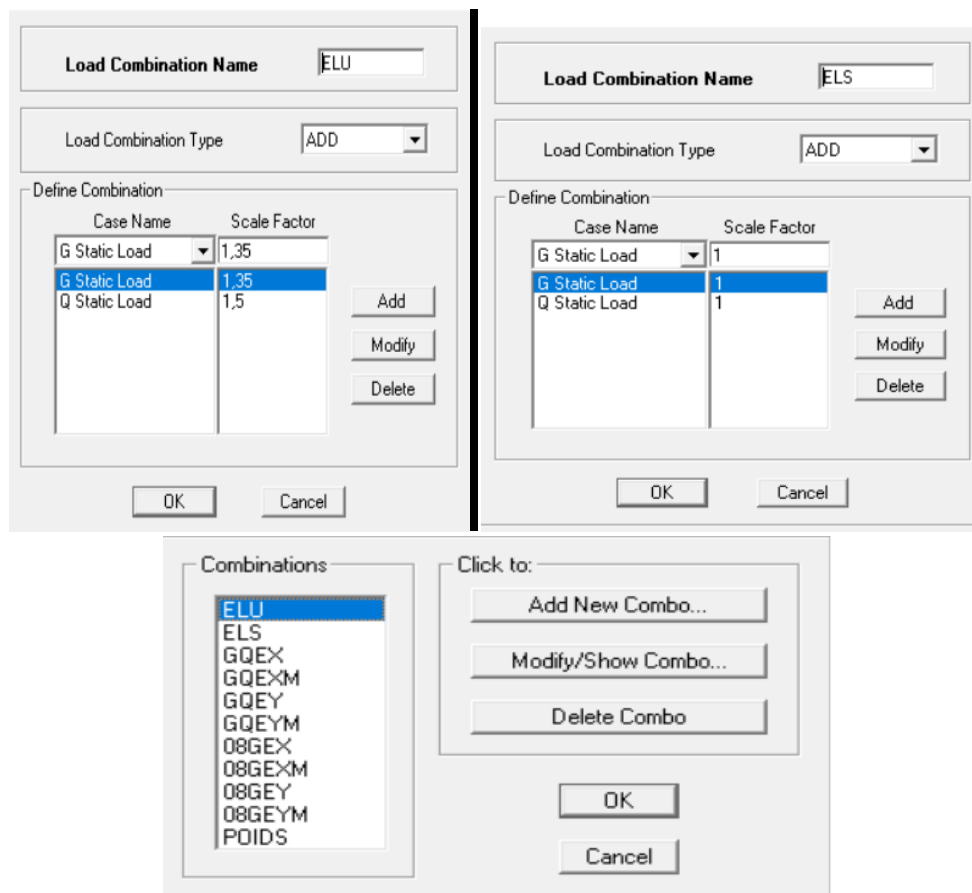 Load Combination Name ELU
Load Combination Type ADD
Define Combination
Case Name Scale Factor
G Static Load 1,35
G Static Load 1,35
Q Static Load 1,5
Add
Modify
Delete
OK Cancel
Load Combination Name ELS
Load Combination Type ADD
Define Combination
Case Name Scale Factor
G Static Load 1
G Static Load 1
Q Static Load 1
Add
Modify
Delete
OK Cancel
Combinations
ELU
ELS
GQEX
GQEXM
GQEY
GQEYM
08GEX
08GEXM
08GEY
08GEYM
POIDS
Click to:
Add New Combo...
Modify/Show Combo...
Delete Combo
OK
Cancel